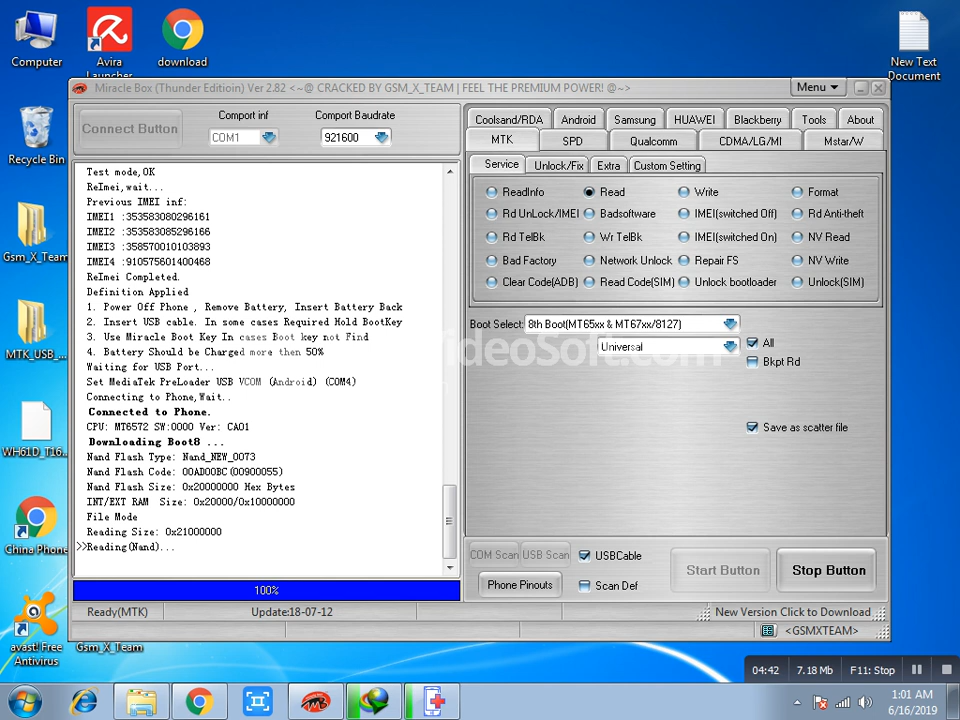 Computer
Avira
Launcher
download
New Text
Document
Recycle Bin
Gsm_X_Team
MTK_USB_...
WH61D_T16...
China Phone
avast! Free
Antivirus
Gsm_X_Team
Miracle Box (Thunder Editioin) Ver 2.82 <~@ CRACKED BY GSM_X_TEAM | FEEL THE PREMIUM POWER! @~>
Menu
Connect Button
Comport inf
COM1
Comport Baudrate
921600
Test mode,OK
ReImei,wait...
Previous IMEI inf:
IMEI1 :353583080296161
IMEI2 :353583085296166
IMEI3 :358570010103893
IMEI4 :910575601400468
ReImei Completed.
Definition Applied
1. Power Off Phone , Remove Battery, Insert Battery Back
2. Insert USB cable. In some cases Required Hold BootKey
3. Use Miracle Boot Key In cases Boot key not Find
4. Battery Should be Charged more then 50%
Waiting for USB Port...
Set MediaTek PreLoader USB VCOM (Android) (COM4)
Connecting to Phone,Wait..
Connected to Phone.
CPU: MT6572 SW:0000 Ver: CA01
Downloading Boot8 ...
Nand Flash Type: Nand_NEW_0073
Nand Flash Code: 00AD00BC(00900055)
Nand Flash Size: 0x20000000 Hex Bytes
INT/EXT RAM  Size: 0x20000/0x10000000
File Mode
Reading Size: 0x21000000
>>Reading(Nand)...
100%
Ready(MTK)
Update:18-07-12
Coolsand/RDA Android Samsung HUAWEI Blackberry Tools About
MTK SPD Qualcomm CDMA/LG/MI Mstar/W
Service Unlock/Fix Extra Custom Setting
ReadInfo Read Write Format
Rd UnLock/IMEI Badsoftware IMEI(switched Off) Rd Anti-theft
Rd TelBk Wr TelBk IMEI(switched On) NV Read
Bad Factory Network Unlock Repair FS NV Write
Clear Code(ADB) Read Code(SIM) Unlock bootloader Unlock(SIM)
Boot Select: 8th Boot(MT65xx & MT67xx/8127)
Universal
All
Bkpt Rd
Save as scatter file
COM Scan USB Scan USBCable
Phone Pinouts Scan Def
Start Button
Stop Button
New Version Click to Download
<GSMXTEAM>
04:42 7.18 Mb F11: Stop
1:01 AM
6/16/2019